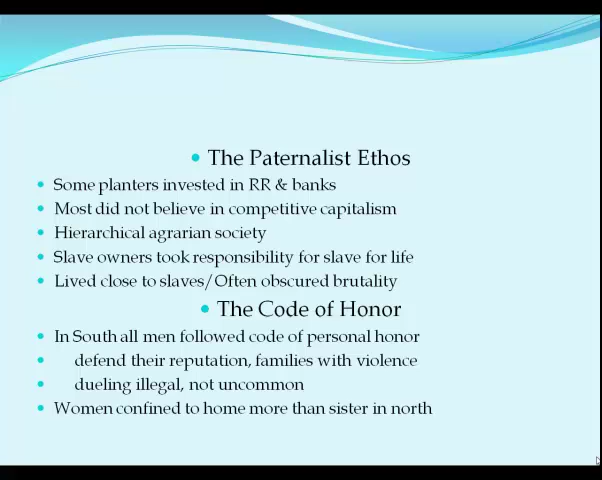 • The Paternalist Ethos
• Some planters invested in RR & banks
• Most did not believe in competitive capitalism
• Hierarchical agrarian society
• Slave owners took responsibility for slave for life
• Lived close to slaves/Often obscured brutality
• The Code of Honor
• In South all men followed code of personal honor
• defend their reputation, families with violence
• dueling illegal, not uncommon
• Women confined to home more than sister in north